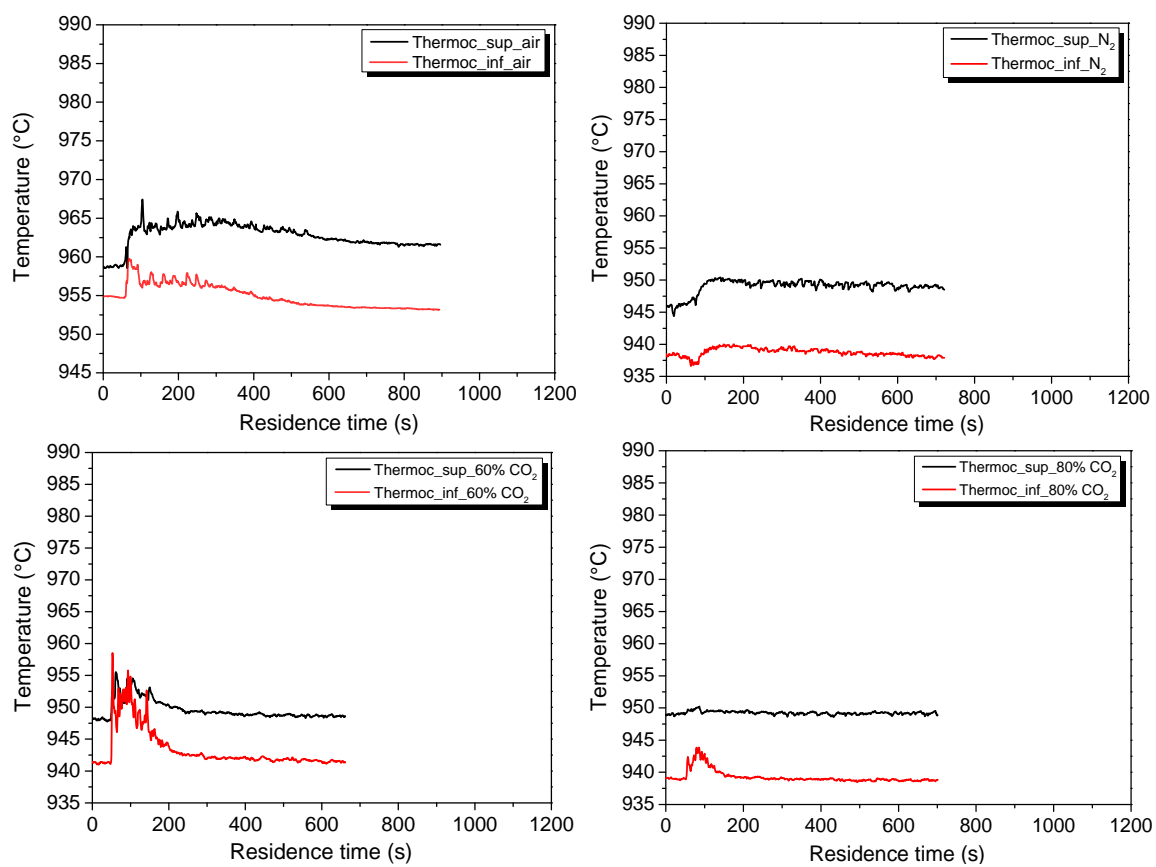 990
985
980
975
970
965
960
955
950
945
Temperature (°C)
Thermoc_sup_air
Thermoc_inf_air
0 200 400 600 800 1000 1200
Residence time (s)
990
985
980
975
970
965
960
955
950
945
940
935
Temperature (°C)
Thermoc_sup_N₂
Thermoc_inf_N₂
0 200 400 600 800 1000 1200
Residence time (s)
990
985
980
975
970
965
960
955
950
945
940
935
Temperature (°C)
Thermoc_sup_60% CO₂
Thermoc_inf_60% CO₂
0 200 400 600 800 1000 1200
Residence time (s)
990
985
980
975
970
965
960
955
950
945
940
935
Temperature (°C)
Thermoc_sup_80% CO₂
Thermoc_inf_80% CO₂
0 200 400 600 800 1000 1200
Residence time (s)